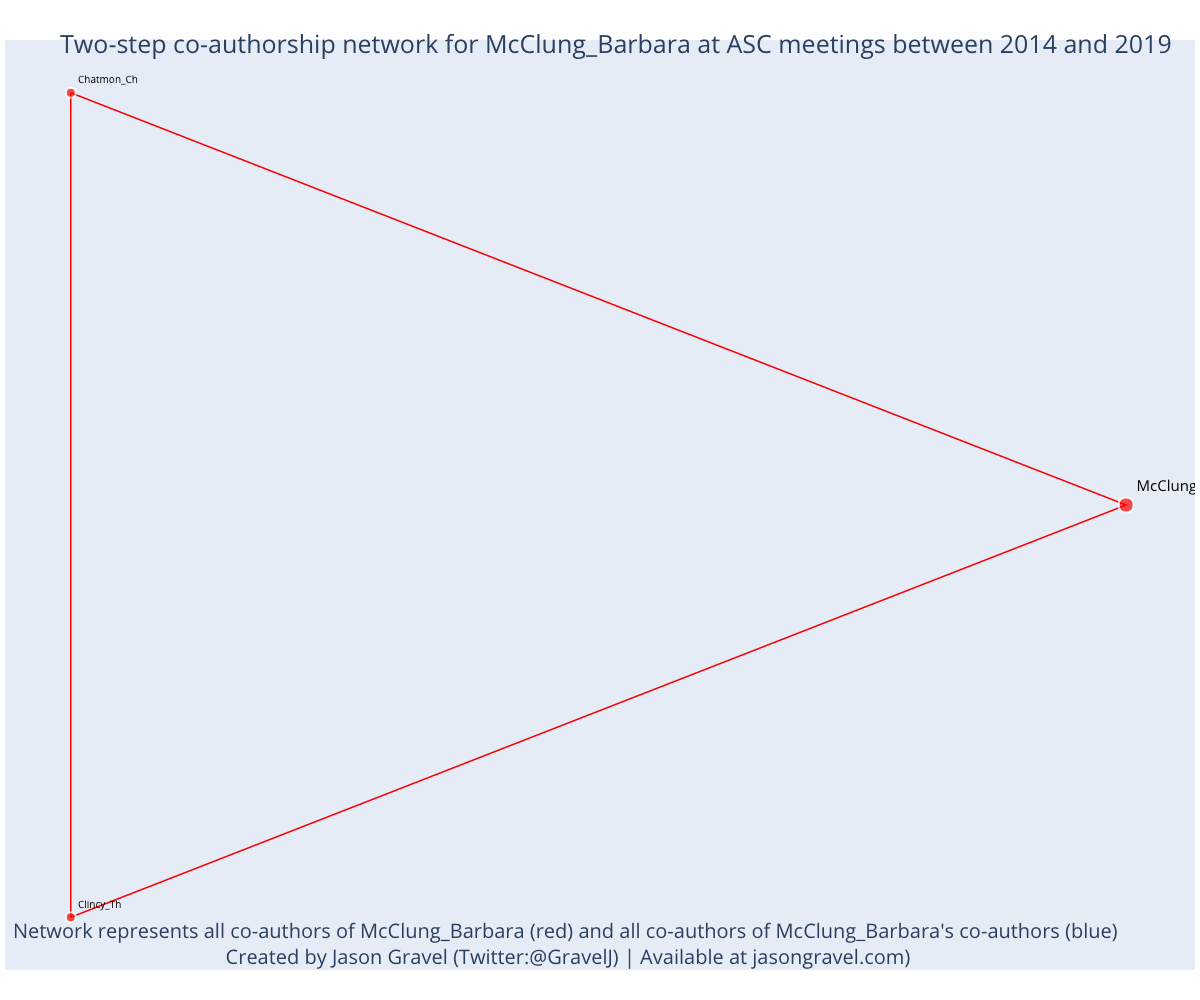 Two-step co-authorship network for McClung_Barbara at ASC meetings between 2014 and 2019
Chatmon_Ch
McClung
Clincy_Th
Network represents all co-authors of McClung_Barbara (red) and all co-authors of McClung_Barbara's co-authors (blue)
Created by Jason Gravel (Twitter:@GravelJ) | Available at jasongravel.com)